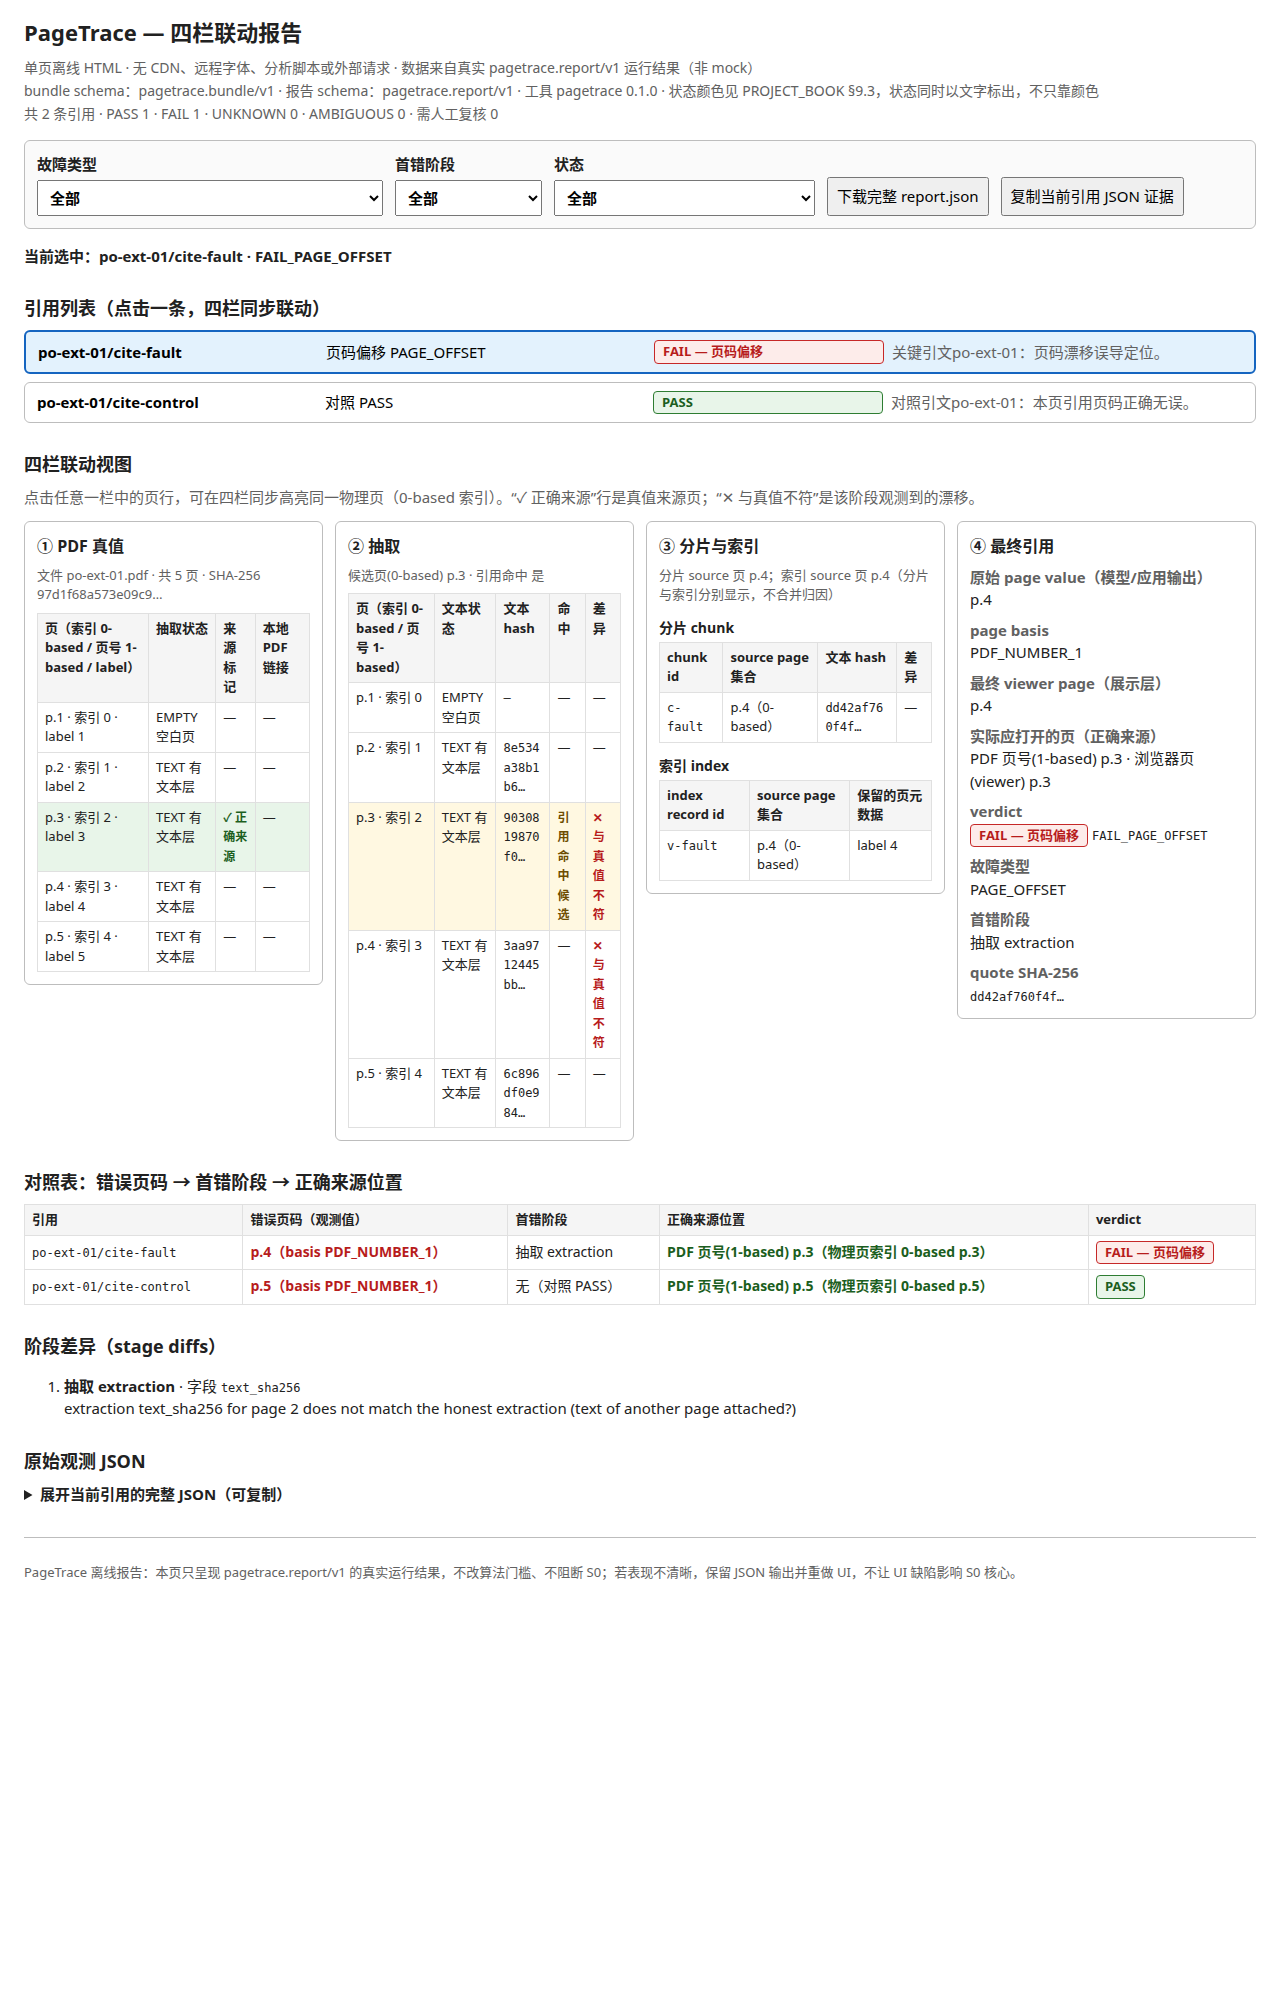 PageTrace — 四栏联动报告
单页离线 HTML · 无 CDN、远程字体、分析脚本或外部请求 · 数据来自真实 pagetrace.report/v1 运行结果（非 mock）
bundle schema：pagetrace.bundle/v1 · 报告 schema：pagetrace.report/v1 · 工具 pagetrace 0.1.0 · 状态颜色见 PROJECT_BOOK §9.3，状态同时以文字标出，不只靠颜色
共 2 条引用 · PASS 1 · FAIL 1 · UNKNOWN 0 · AMBIGUOUS 0 · 需人工复核 0
故障类型 首错阶段 状态
全部 全部 全部 下载完整 report.json 复制当前引用 JSON 证据
当前选中：po-ext-01/cite-fault · FAIL_PAGE_OFFSET
引用列表（点击一条，四栏同步联动）
po-ext-01/cite-fault 页码偏移 PAGE_OFFSET FAIL — 页码偏移 关键引文po-ext-01：页码漂移误导定位。
po-ext-01/cite-control 对照 PASS PASS 对照引文po-ext-01：本页引用页码正确无误。
四栏联动视图
点击任意一栏中的页行，可在四栏同步高亮同一物理页（0-based 索引）。“✓ 正确来源”行是真值来源页；“✕ 与真值不符”是该阶段观测到的漂移。
① PDF 真值
文件 po-ext-01.pdf · 共 5 页 · SHA-256
97d1f68a573e09c9…
页（索引 0-
based / 页号 1-
based / label）
抽取状态
来
源
标
记
本地
PDF
链接
p.1 · 索引 0 ·
label 1
EMPTY
空白页
—
—
p.2 · 索引 1 ·
label 2
TEXT 有
文本层
—
—
p.3 · 索引 2 ·
label 3
TEXT 有
文本层
✓ 正
确来
源
—
p.4 · 索引 3 ·
label 4
TEXT 有
文本层
—
—
p.5 · 索引 4 ·
label 5
TEXT 有
文本层
—
—
② 抽取
候选页(0-based) p.3 · 引用命中 是
页（索引 0-
based / 页
号 1-
based）
文本状
态
文本
hash
命
中
差
异
p.1 · 索引 0
EMPTY
空白页
—
—
—
p.2 · 索引 1
TEXT 有
文本层
8e534
a38b1
b6…
—
—
p.3 · 索引 2
TEXT 有
文本层
90308
19870
f0…
引
用
命
中
候
选
✕
与
真
值
不
符
p.4 · 索引 3
TEXT 有
文本层
3aa97
12445
bb…
—
✕
与
真
值
不
符
p.5 · 索引 4
TEXT 有
文本层
6c896
df0e9
84…
—
—
③ 分片与索引
分片 source 页 p.4；索引 source 页 p.4（分片
与索引分别显示，不合并归因）
分片 chunk
chunk
id
source page
集合
文本 hash
差
异
c-
fault
p.4（0-
based）
dd42af76
0f4f…
—
索引 index
index
record id
source page
集合
保留的页元
数据
v-fault
p.4（0-
based）
label 4
④ 最终引用
原始 page value（模型/应用输出）
p.4
page basis
PDF_NUMBER_1
最终 viewer page（展示层）
p.4
实际应打开的页（正确来源）
PDF 页号(1-based) p.3 · 浏览器页
(viewer) p.3
verdict
FAIL — 页码偏移 FAIL_PAGE_OFFSET
故障类型
PAGE_OFFSET
首错阶段
抽取 extraction
quote SHA-256
dd42af760f4f…
对照表：错误页码 → 首错阶段 → 正确来源位置
引用 错误页码（观测值） 首错阶段 正确来源位置 verdict
po-ext-01/cite-fault p.4（basis PDF_NUMBER_1） 抽取 extraction PDF 页号(1-based) p.3（物理页索引 0-based p.3） FAIL — 页码偏移
po-ext-01/cite-control p.5（basis PDF_NUMBER_1） 无（对照 PASS） PDF 页号(1-based) p.5（物理页索引 0-based p.5） PASS
阶段差异（stage diffs）
1. 抽取 extraction · 字段 text_sha256
extraction text_sha256 for page 2 does not match the honest extraction (text of another page attached?)
原始观测 JSON
▶ 展开当前引用的完整 JSON（可复制）
PageTrace 离线报告：本页只呈现 pagetrace.report/v1 的真实运行结果，不改算法门槛、不阻断 S0；若表现不清晰，保留 JSON 输出并重做 UI，不让 UI 缺陷影响 S0 核心。